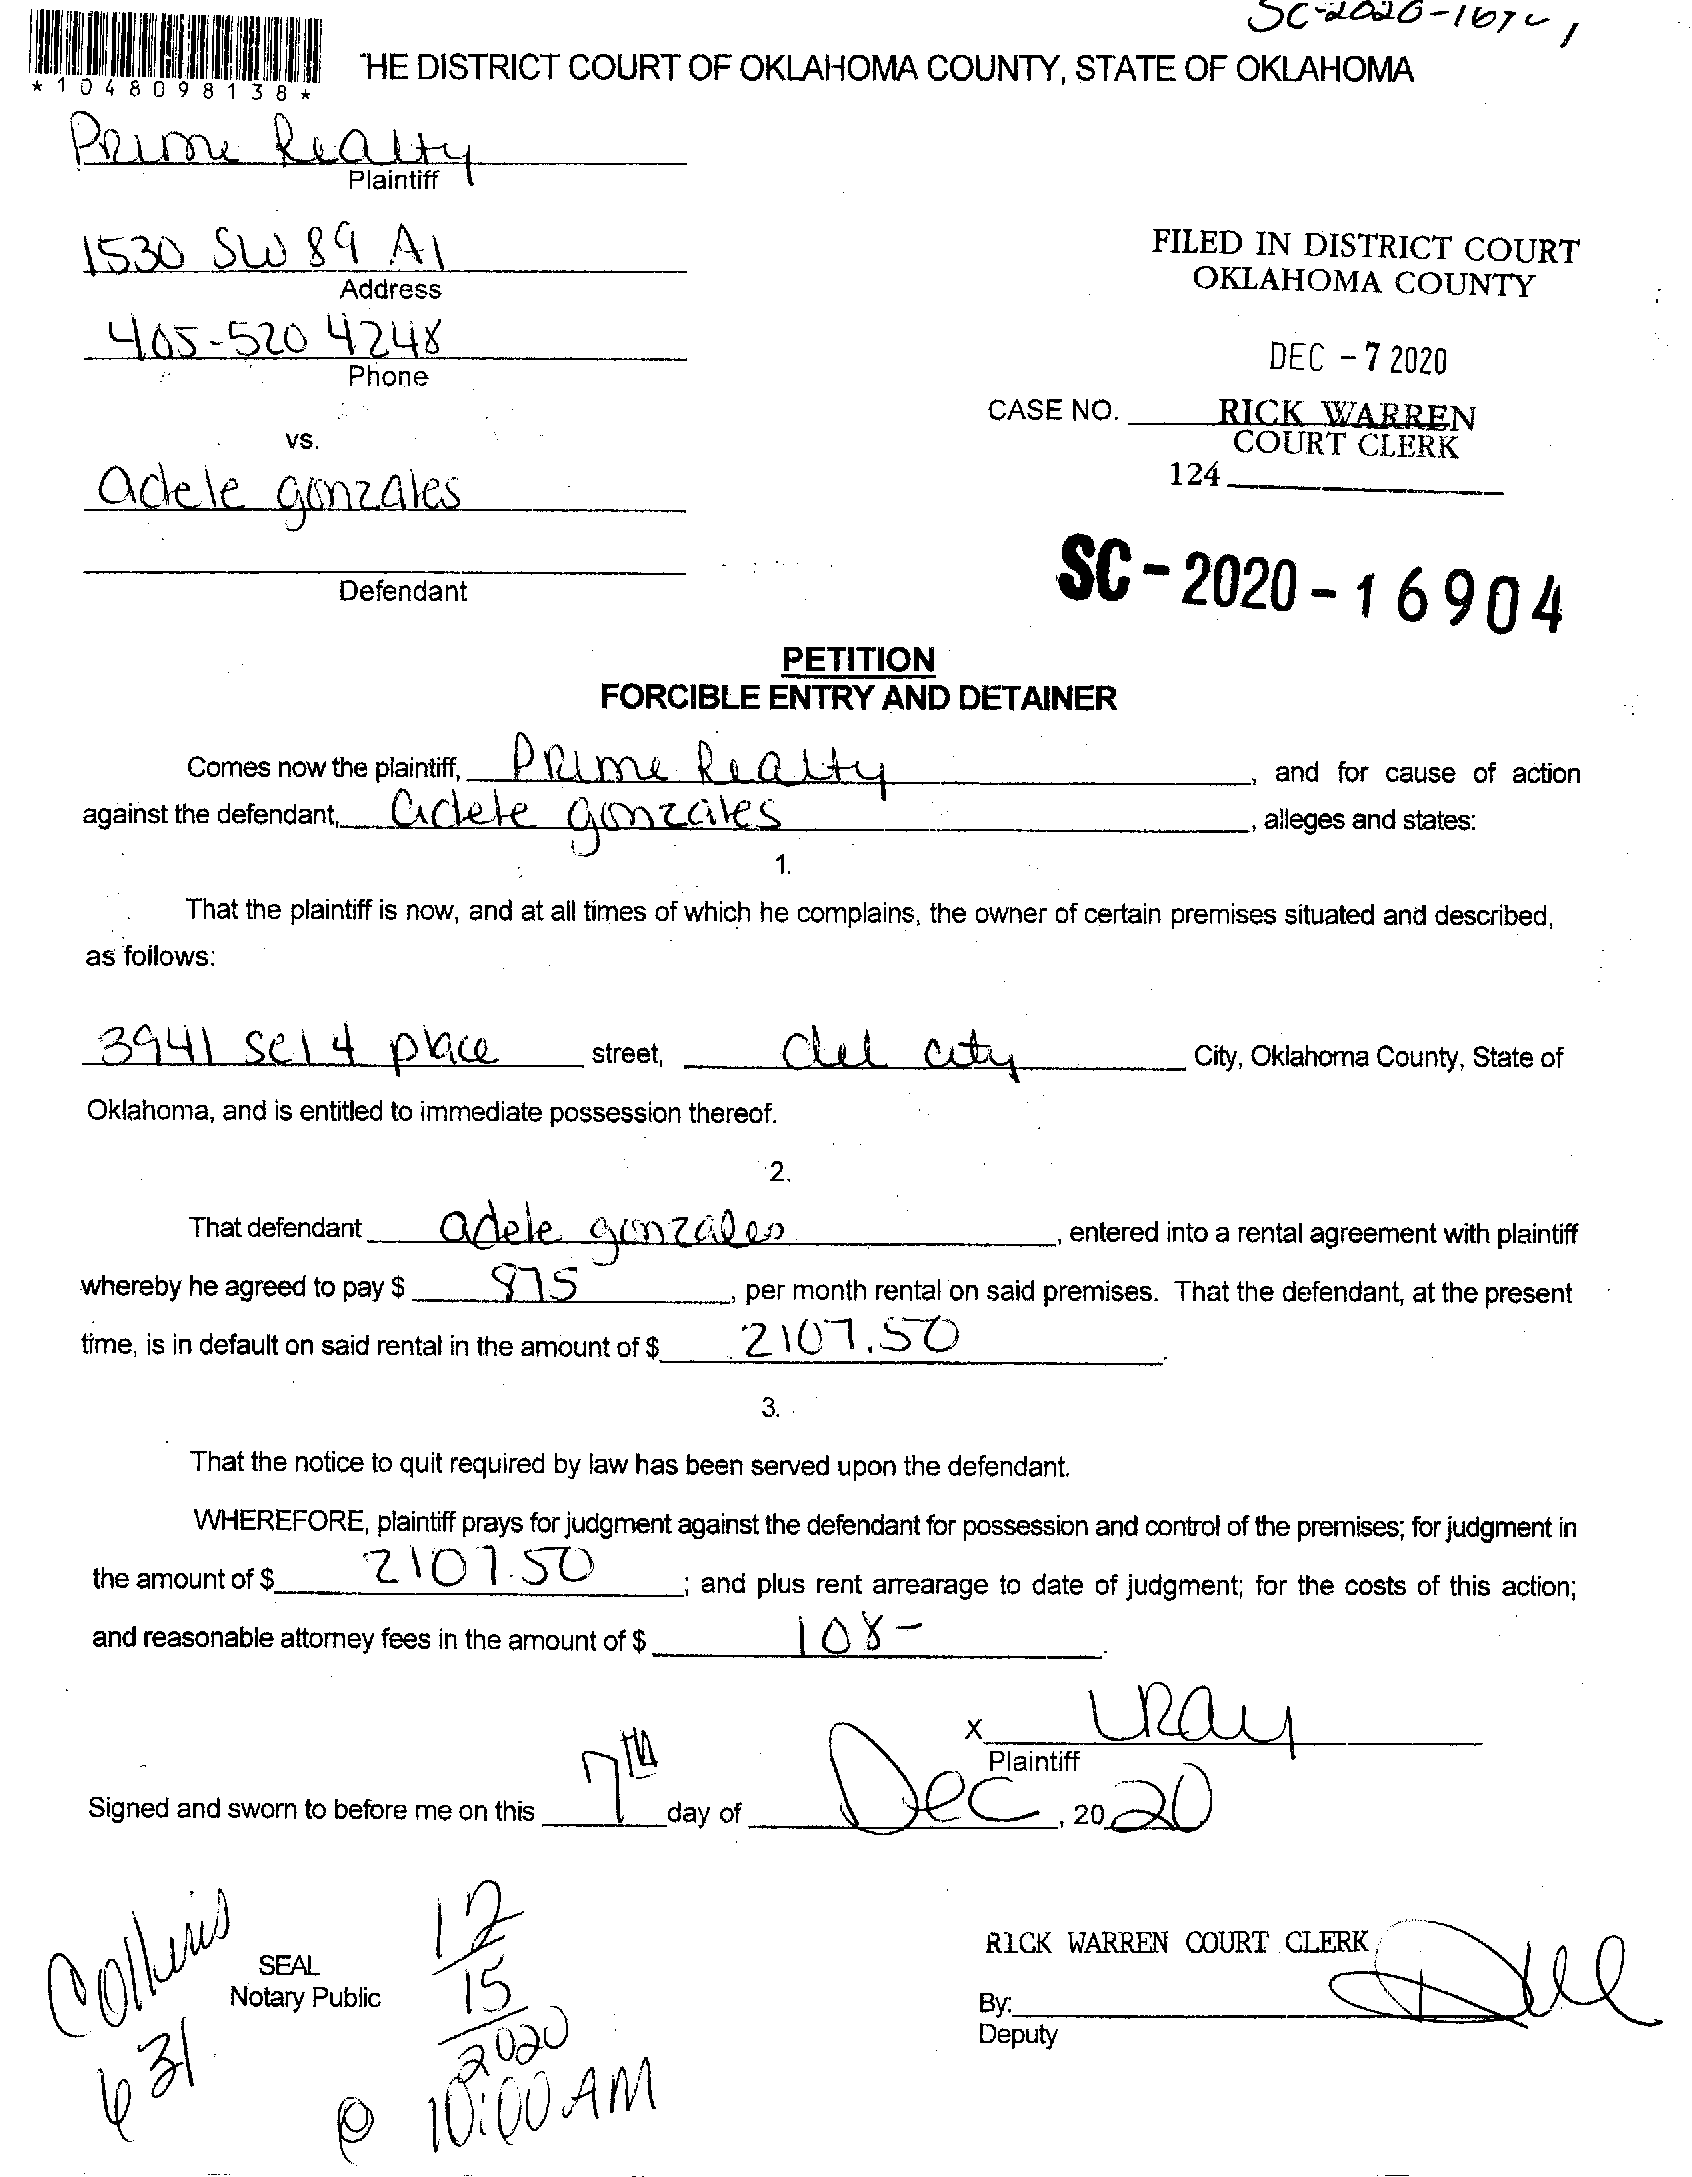 SC-2020-167
*1048098138*
THE DISTRICT COURT OF OKLAHOMA COUNTY, STATE OF OKLAHOMA
Prime Realty
Plaintiff
1530 SW 89 A1
Address
405-520 4248
Phone
vs.
adele gonzales
Defendant
FILED IN DISTRICT COURT
OKLAHOMA COUNTY
DEC - 7 2020
CASE NO. RICK WARREN
COURT CLERK
124
SC-2020-16904
PETITION
FORCIBLE ENTRY AND DETAINER
Comes now the plaintiff, Prime Realty, and for cause of action
against the defendant, adele gonzales, alleges and states:
1.
That the plaintiff is now, and at all times of which he complains, the owner of certain premises situated and described,
as follows:
3941 se 14 place street, del city City, Oklahoma County, State of
Oklahoma, and is entitled to immediate possession thereof.
2.
That defendant adele gonzales, entered into a rental agreement with plaintiff
whereby he agreed to pay $ 875, per month rental on said premises. That the defendant, at the present
time, is in default on said rental in the amount of $ 2107.50.
3.
That the notice to quit required by law has been served upon the defendant.
WHEREFORE, plaintiff prays for judgment against the defendant for possession and control of the premises; for judgment in
the amount of $ 2107.50; and plus rent arrearage to date of judgment; for the costs of this action;
and reasonable attorney fees in the amount of $ 108-.
x LRay
Plaintiff
Signed and sworn to before me on this 7th day of Dec, 2020
Collins
631
SEAL
Notary Public
12
15
2020
@ 10:00 AM
RICK WARREN COURT CLERK
By:
Deputy